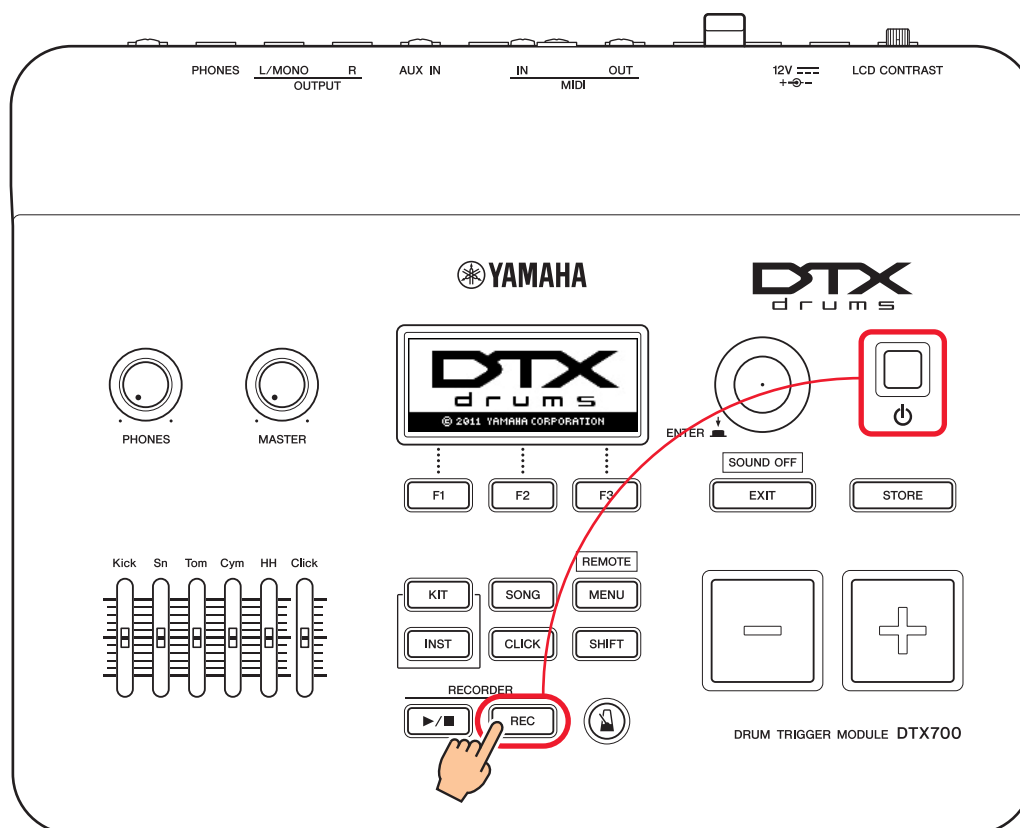 PHONES L/MONO R AUX IN IN OUT 12V LCD CONTRAST
OUTPUT MIDI + -
YAMAHA
DTX
drums
DTX
drums
© 2011 YAMAHA CORPORATION
PHONES MASTER
ENTER
SOUND OFF
F1 F2 F3 EXIT STORE
Kick Sn Tom Cym HH Click
REMOTE
KIT SONG MENU
INST CLICK SHIFT
RECORDER
▶/■ REC
DRUM TRIGGER MODULE DTX700